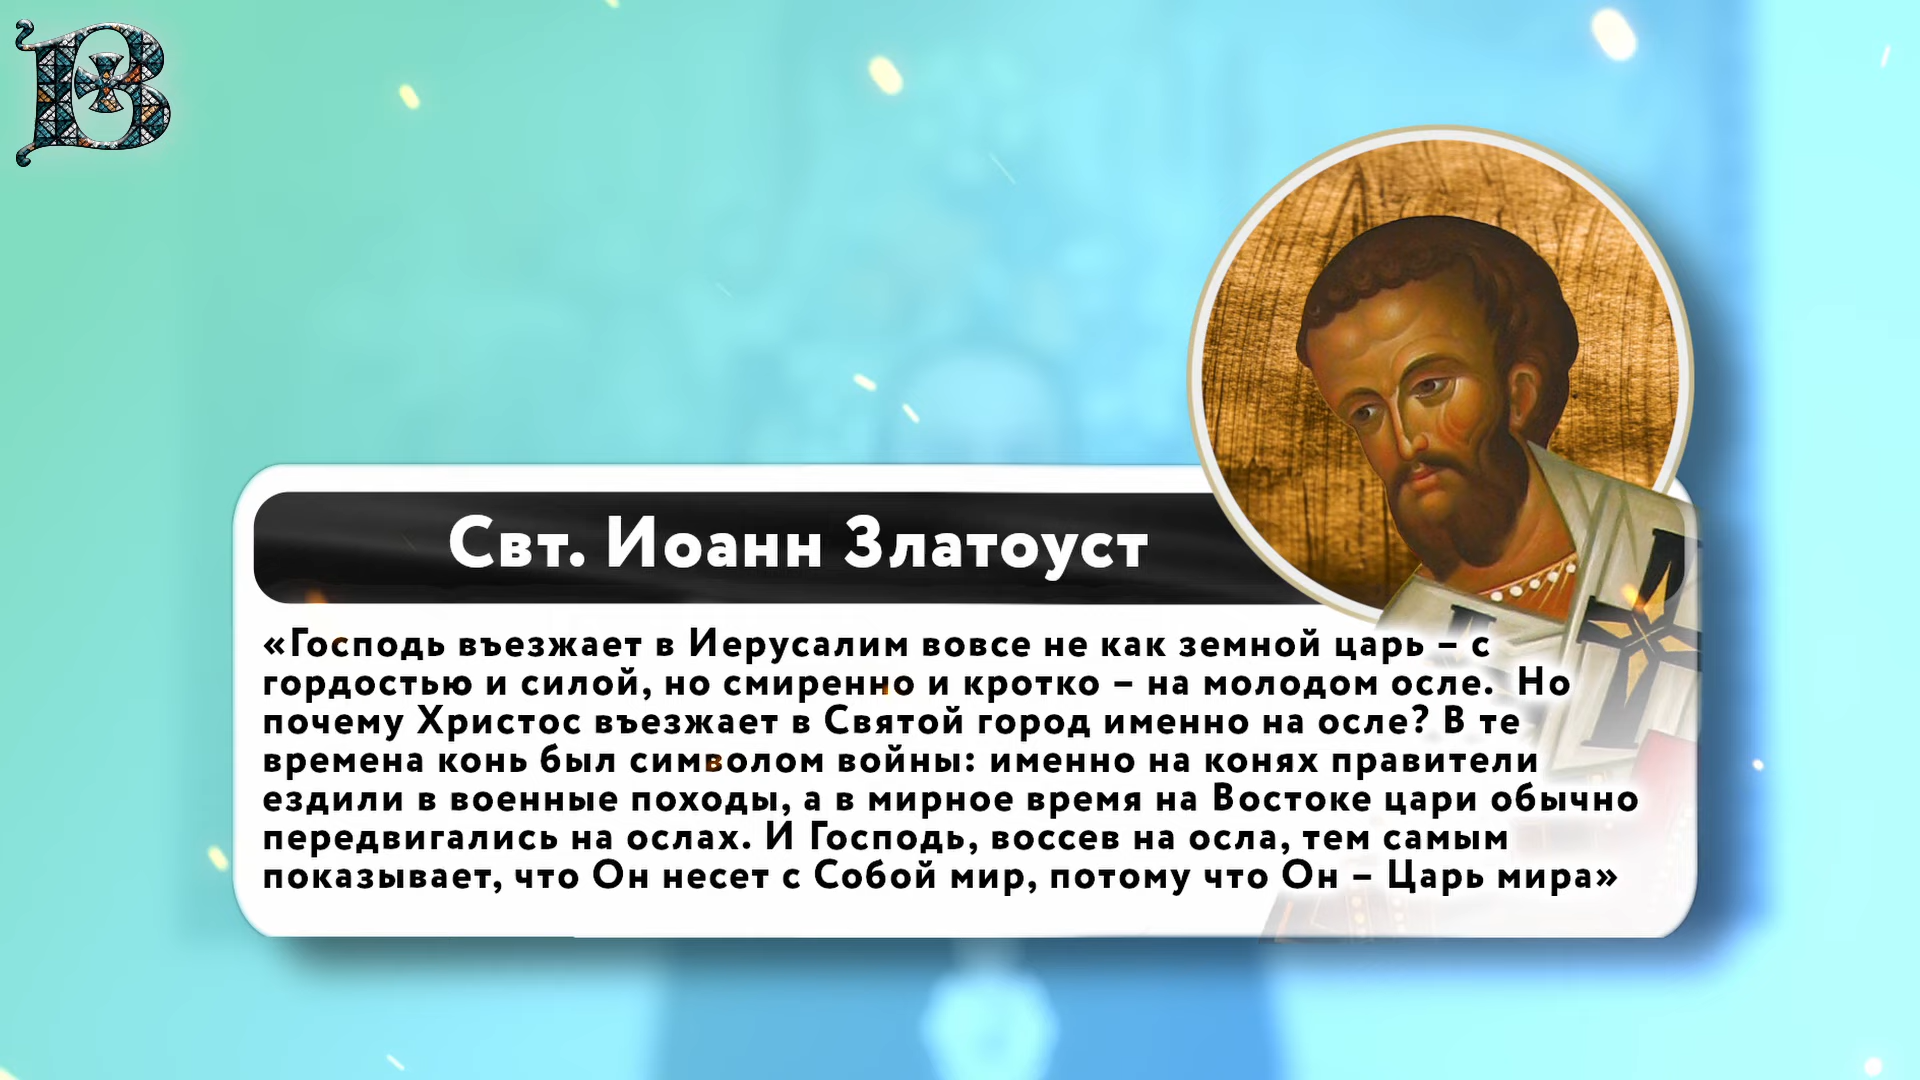 В
Свт. Иоанн Златоуст
«Господь въезжает в Иерусалим вовсе не как земной царь – с
гордостью и силой, но смиренно и кротко – на молодом осле. Но
почему Христос въезжает в Святой город именно на осле? В те
времена конь был символом войны: именно на конях правители
ездили в военные походы, а в мирное время на Востоке цари обычно
передвигались на ослах. И Господь, воссев на осла, тем самым
показывает, что Он несет с Собой мир, потому что Он – Царь мира»